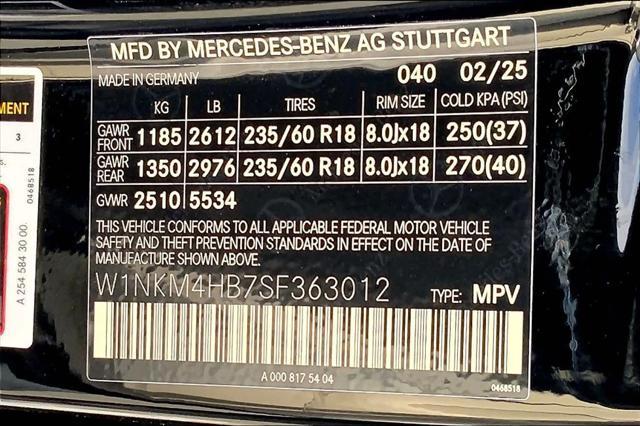 MFD BY MERCEDES-BENZ AG STUTTGART
MADE IN GERMANY 040 02/25
KG LB TIRES RIM SIZE COLD KPA (PSI)
GAWR FRONT 1185 2612 235/60 R18 8.0Jx18 250(37)
GAWR REAR 1350 2976 235/60 R18 8.0Jx18 270(40)
GWR 2510 5534
THIS VEHICLE CONFORMS TO ALL APPLICABLE FEDERAL MOTOR VEHICLE
SAFETY AND THEFT PREVENTION STANDARDS IN EFFECT ON THE DATE OF
MANUFACTURE SHOWN ABOVE.
W1NKM4HB7SF363012 TYPE: MPV
A 000 817 54 04
0468518
3
0468518
A 254 584 30 00.